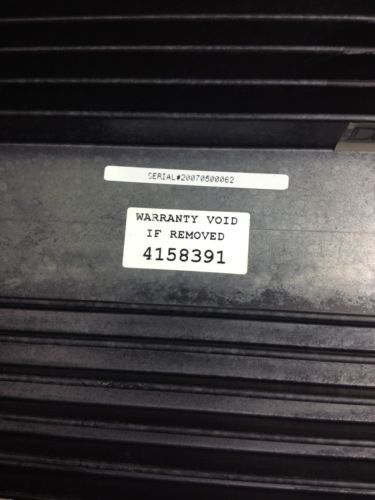 SERIAL#20070500062
WARRANTY VOID
IF REMOVED
4158391